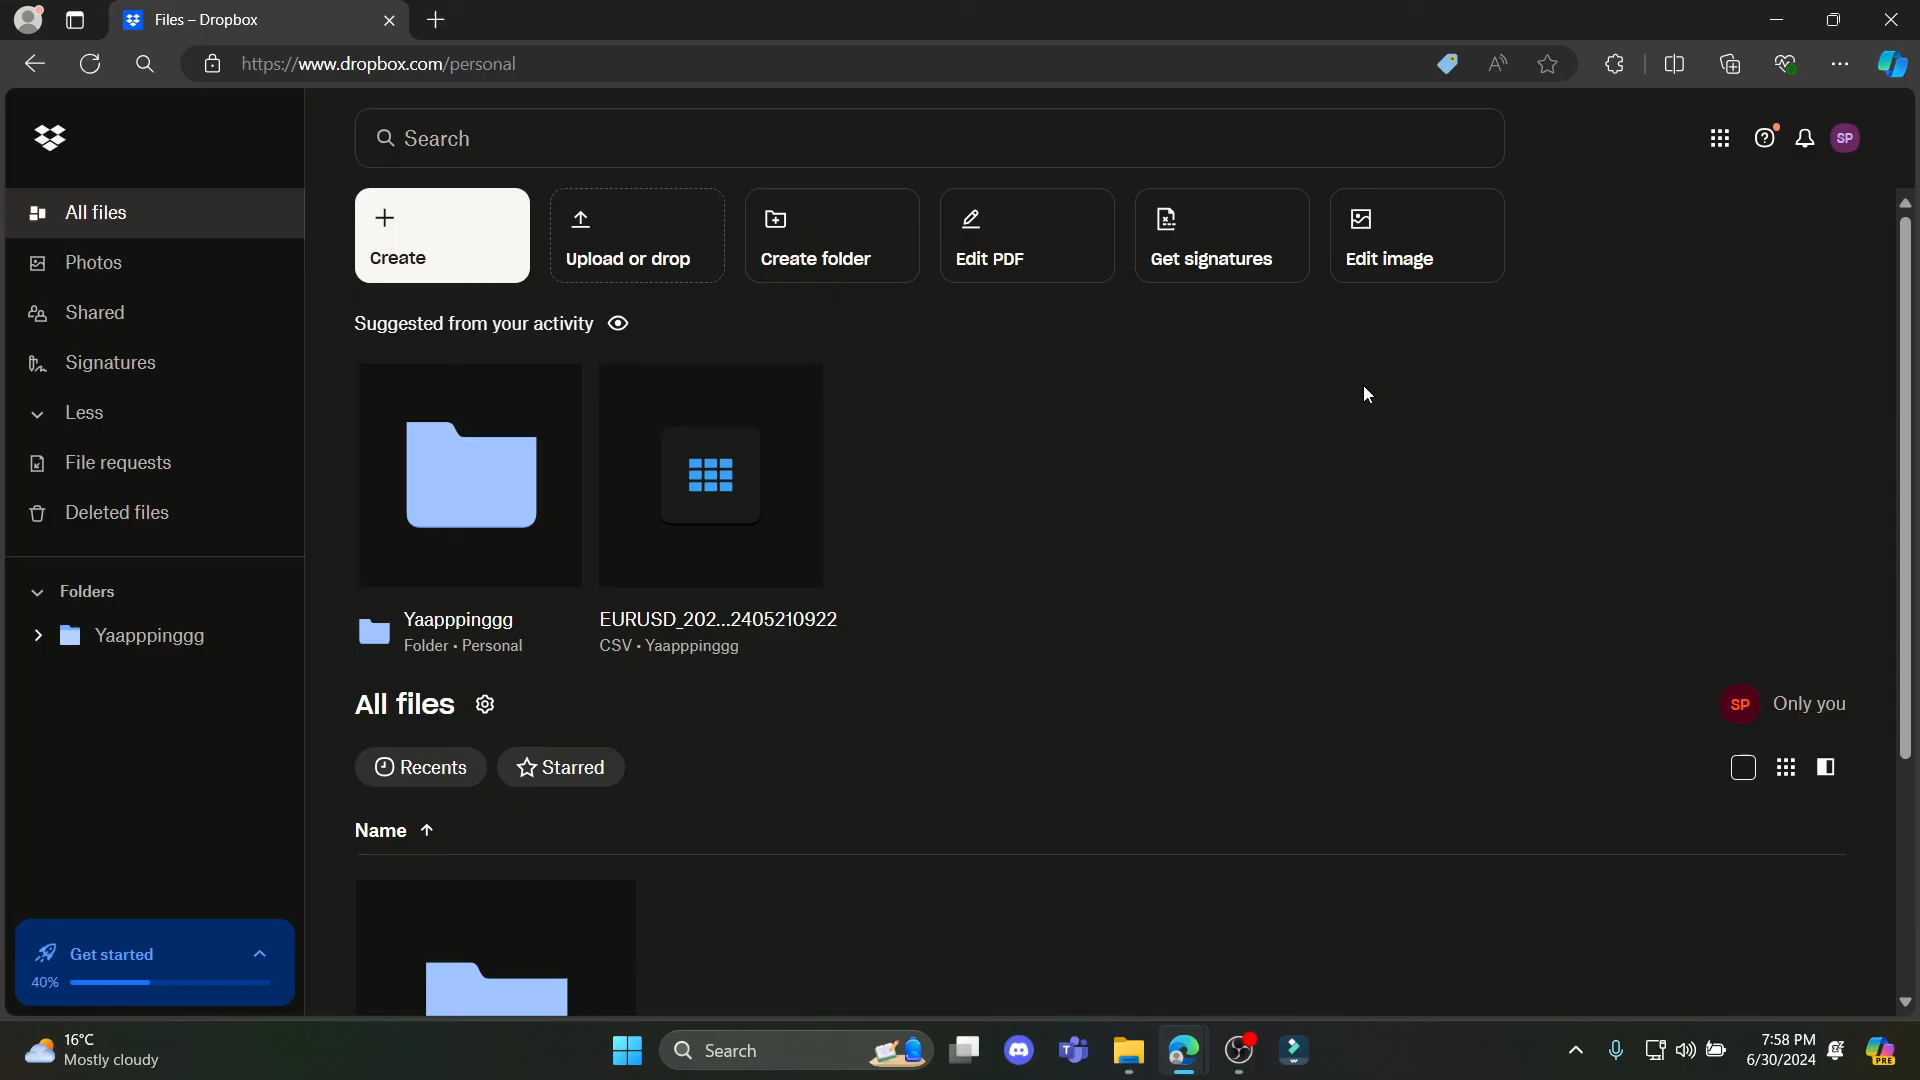 Files – Dropbox
https://www.dropbox.com/personal
Search
SP
All files
Photos
Shared
Signatures
Less
File requests
Deleted files
Folders
Yaapppinggg
Get started
40%
Create
Upload or drop
Create folder
Edit PDF
Get signatures
Edit image
Suggested from your activity
Yaapppinggg
Folder • Personal
EURUSD_202...2405210922
CSV • Yaapppinggg
All files
SP
Only you
Recents
Starred
Name
16°C
Mostly cloudy
Search
7:58 PM
6/30/2024
PRE